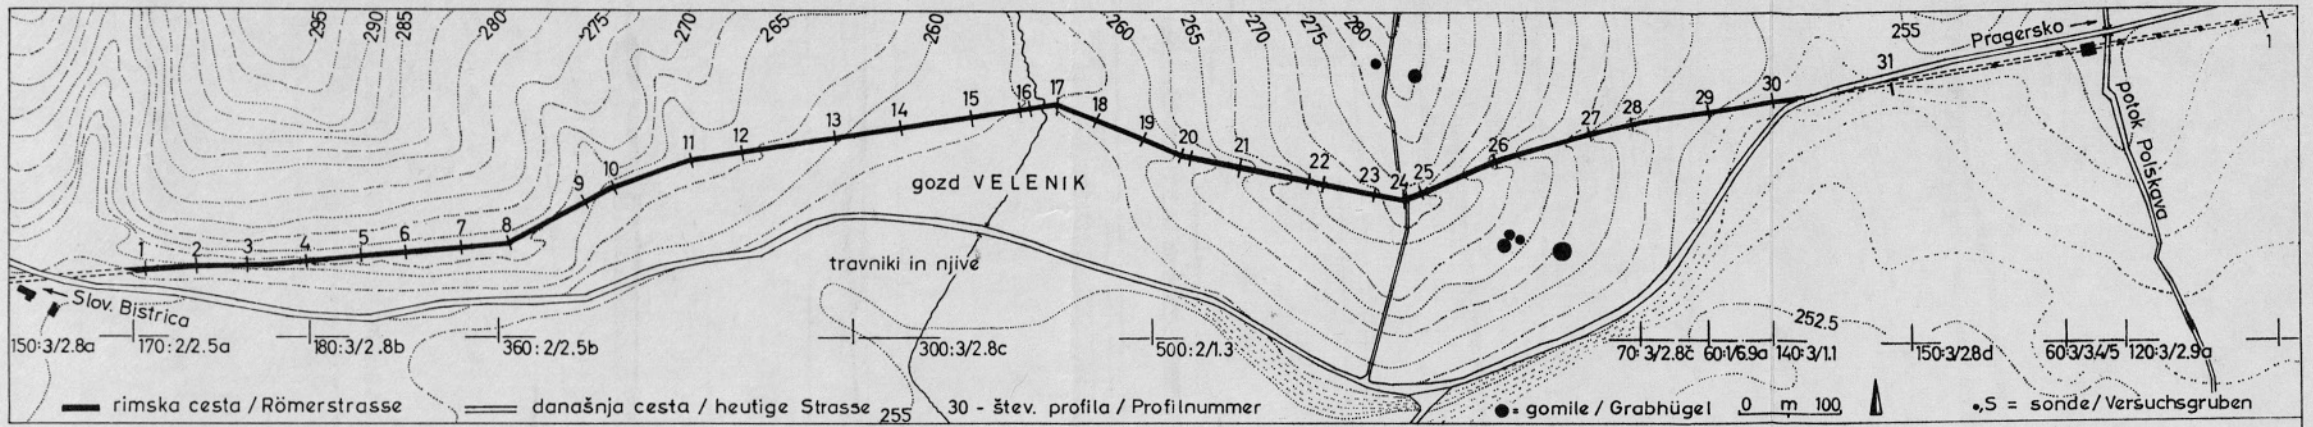 295 290 285 280 275 270 265 260 260 265 270 275 280 255
Pragersko
1
1 2 3 4 5 6 7 8 9 10 11 12 13 14 15 16 17 18 19 20 21 22 23 24 25 26 27 28 29 30 31
potok Polskava
gozd VELENIK
travniki in njive
Slov. Bistrica
252.5
150:3/2.8a 170:2/2.5a 180:3/2.8b 360:2/2.5b 300:3/2.8c 500:2/1.3 70:3/2.8č 60:1/6.9a 140:3/1.1 150:3/2.8d 60:3/3.4/5 120:3/2.9a
rimska cesta / Römerstrasse
današnja cesta / heutige Strasse
255
30 - štev. profila / Profilnummer
= gomile / Grabhügel
0 m 100
•,S = sonde / Versuchsgruben